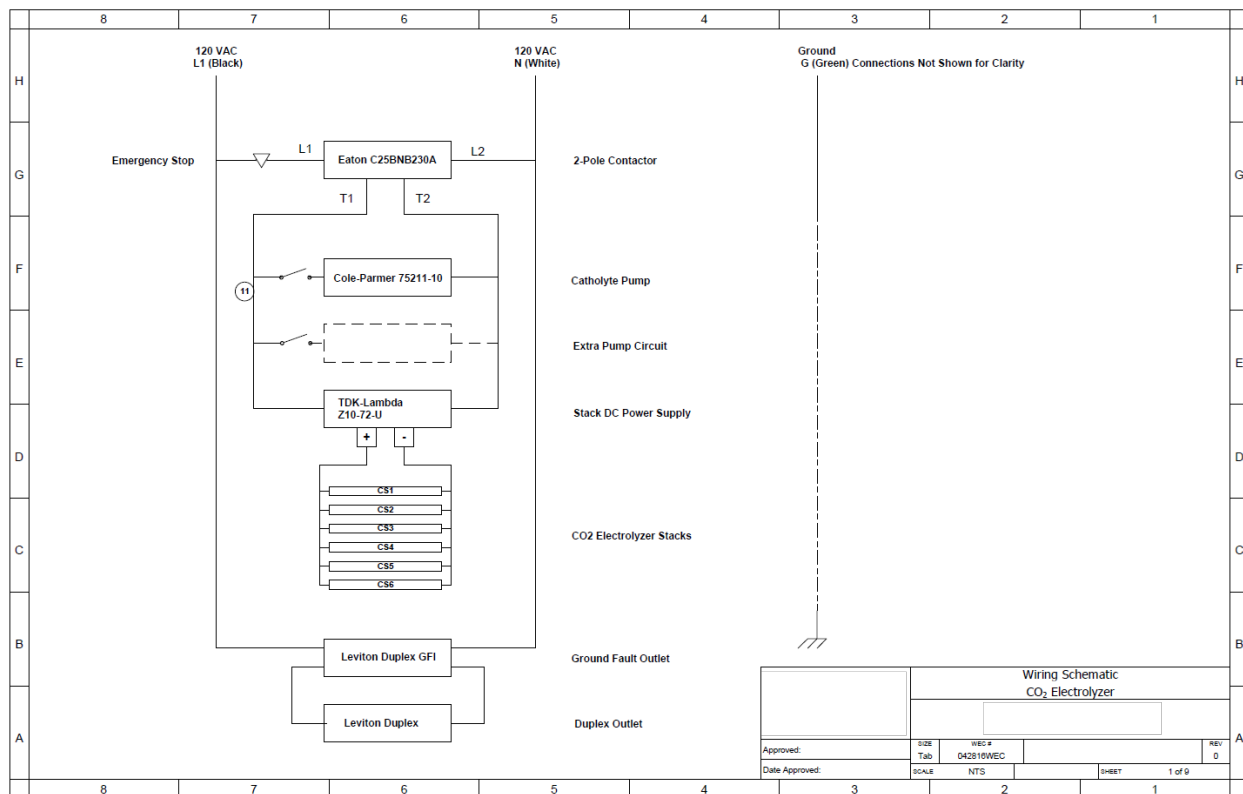 8 7 6 5 4 3 2 1
H H
G G
F F
E E
D D
C C
B B
A A
120 VAC
L1 (Black)
120 VAC
N (White)
Ground
G (Green) Connections Not Shown for Clarity
Emergency Stop
L1
Eaton C25BNB230A
L2
2-Pole Contactor
T1 T2
Cole-Parmer 75211-10
Catholyte Pump
11
Extra Pump Circuit
TDK-Lambda
Z10-72-U
Stack DC Power Supply
+ -
CS1
CS2
CS3
CS4
CS5
CS6
CO2 Electrolyzer Stacks
Leviton Duplex GFI
Ground Fault Outlet
Leviton Duplex
Duplex Outlet
Wiring Schematic
CO₂ Electrolyzer
Approved:
Date Approved:
SIZE
Tab
WEC #
042816WEC
REV
0
SCALE
NTS
SHEET
1 of 9
8 7 6 5 4 3 2 1